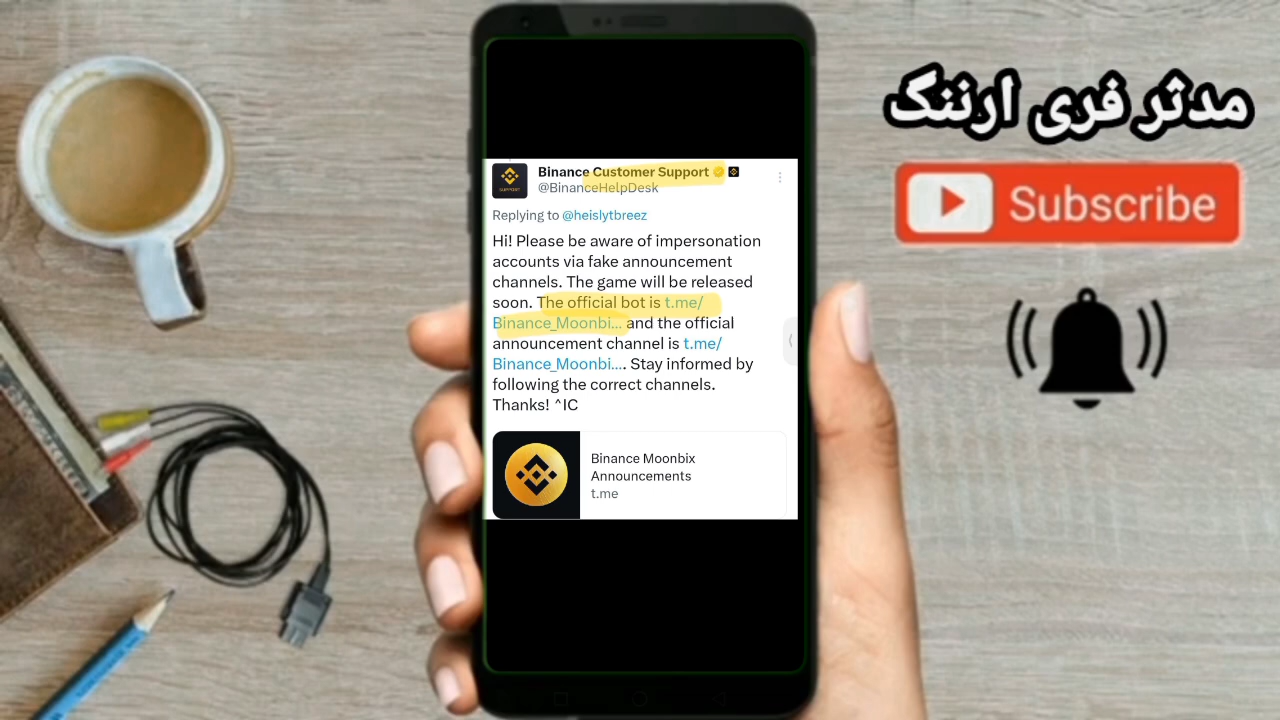 Binance Customer Support
@BinanceHelpDesk
Replying to @heislytbreez
Hi! Please be aware of impersonation
accounts via fake announcement
channels. The game will be released
soon. The official bot is t.me/
Binance_Moonbi... and the official
announcement channel is t.me/
Binance_Moonbi.... Stay informed by
following the correct channels.
Thanks! ^IC
SUPPORT
Binance Moonbix
Announcements
t.me
مدثر فری ارننگ
Subscribe